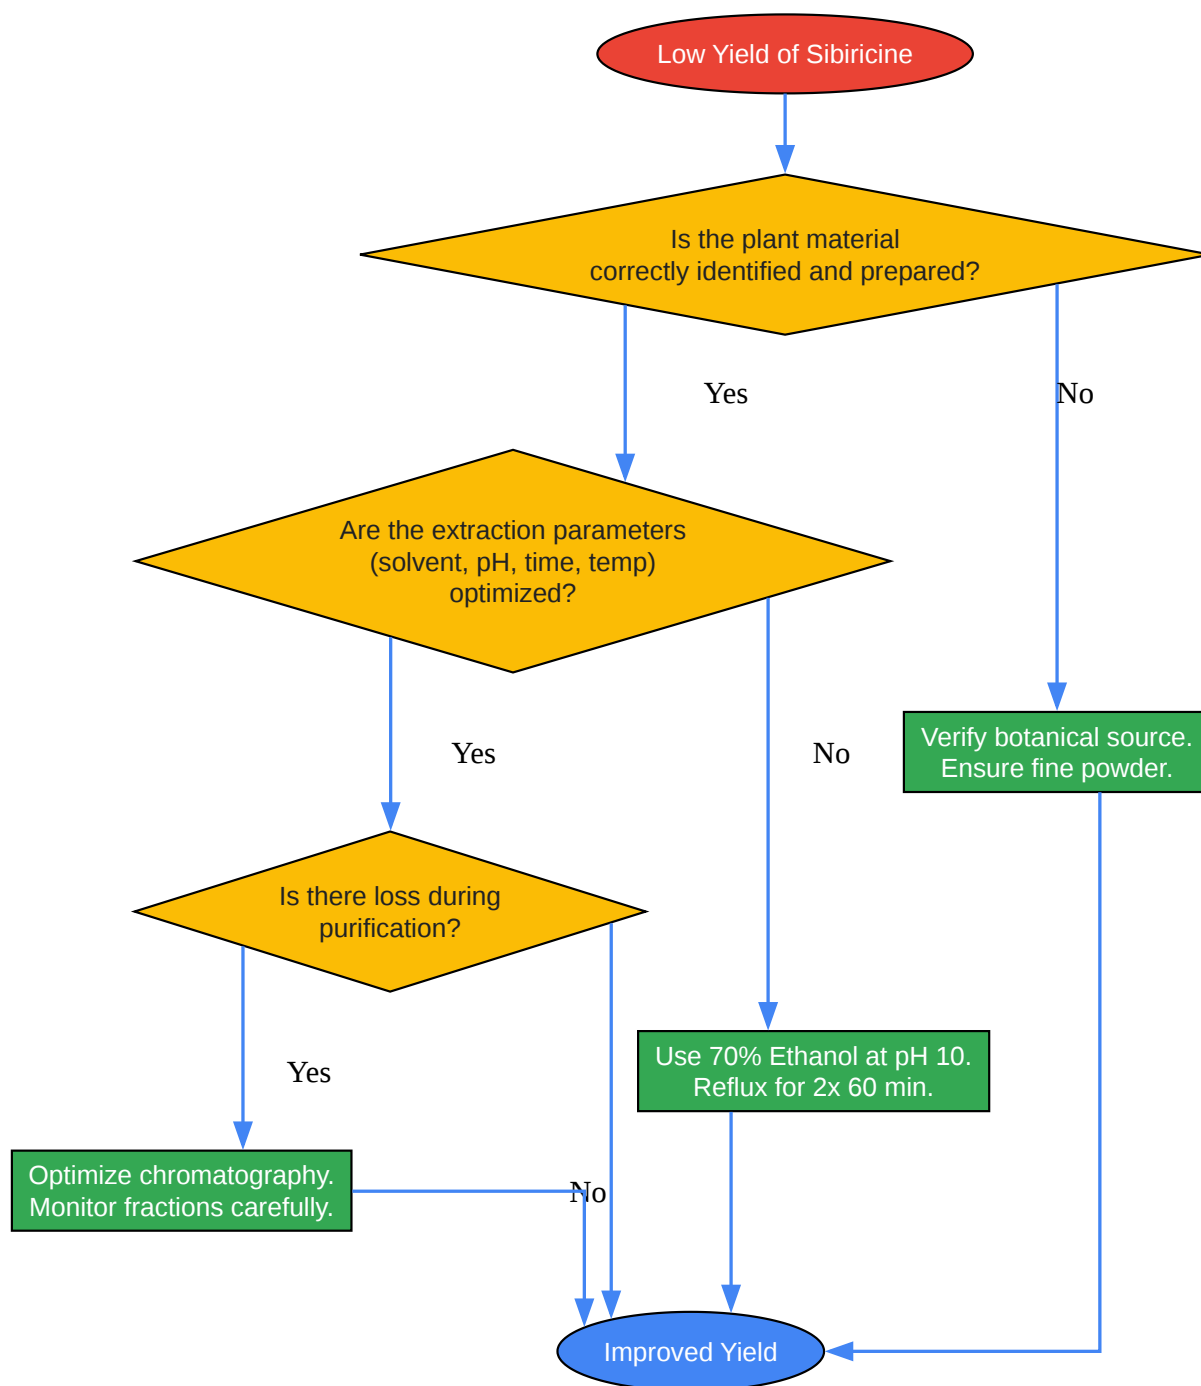 Low Yield of Sibiricine
Is the plant material
correctly identified and prepared?
Yes
No
Are the extraction parameters
(solvent, pH, time, temp)
optimized?
Yes
No
Verify botanical source.
Ensure fine powder.
Is there loss during
purification?
Yes
Use 70% Ethanol at pH 10.
Reflux for 2x 60 min.
Optimize chromatography.
Monitor fractions carefully.
No
Improved Yield